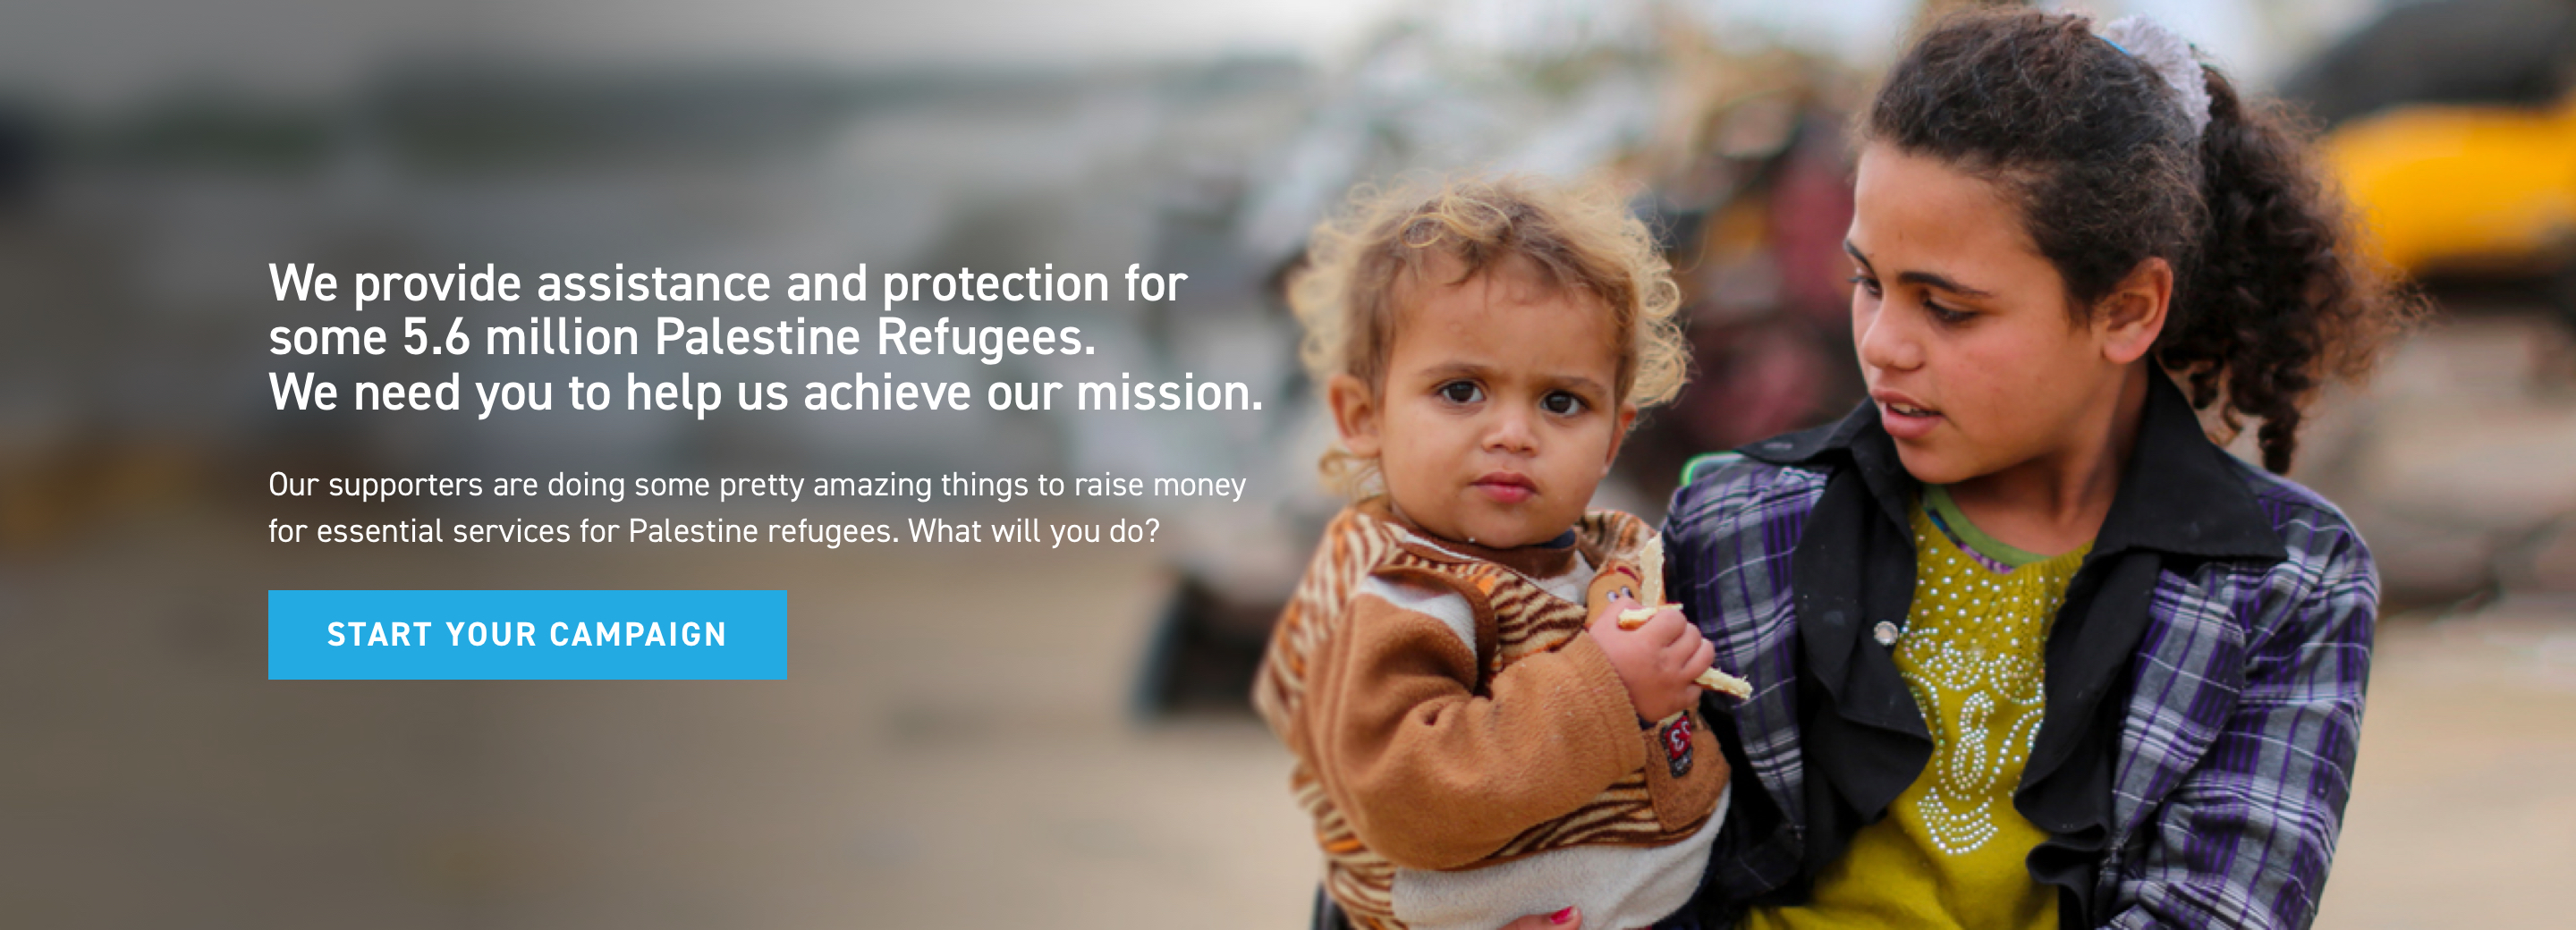 We provide assistance and protection for
some 5.6 million Palestine Refugees.
We need you to help us achieve our mission.
Our supporters are doing some pretty amazing things to raise money
for essential services for Palestine refugees. What will you do?
START YOUR CAMPAIGN